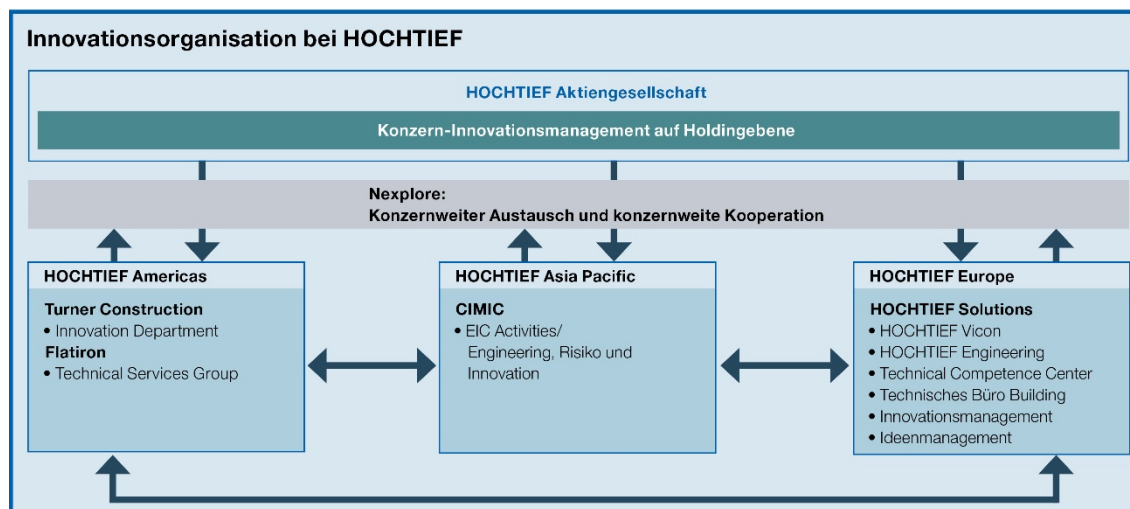 Innovationsorganisation bei HOCHTIEF
HOCHTIEF Aktiengesellschaft
Konzern-Innovationsmanagement auf Holdingebene
Nexplore:
Konzernweiter Austausch und konzernweite Kooperation
HOCHTIEF Americas
Turner Construction
• Innovation Department
Flatiron
• Technical Services Group
HOCHTIEF Asia Pacific
CIMIC
• EIC Activities/
Engineering, Risiko und
Innovation
HOCHTIEF Europe
HOCHTIEF Solutions
• HOCHTIEF Vicon
• HOCHTIEF Engineering
• Technical Competence Center
• Technisches Büro Building
• Innovationsmanagement
• Ideenmanagement